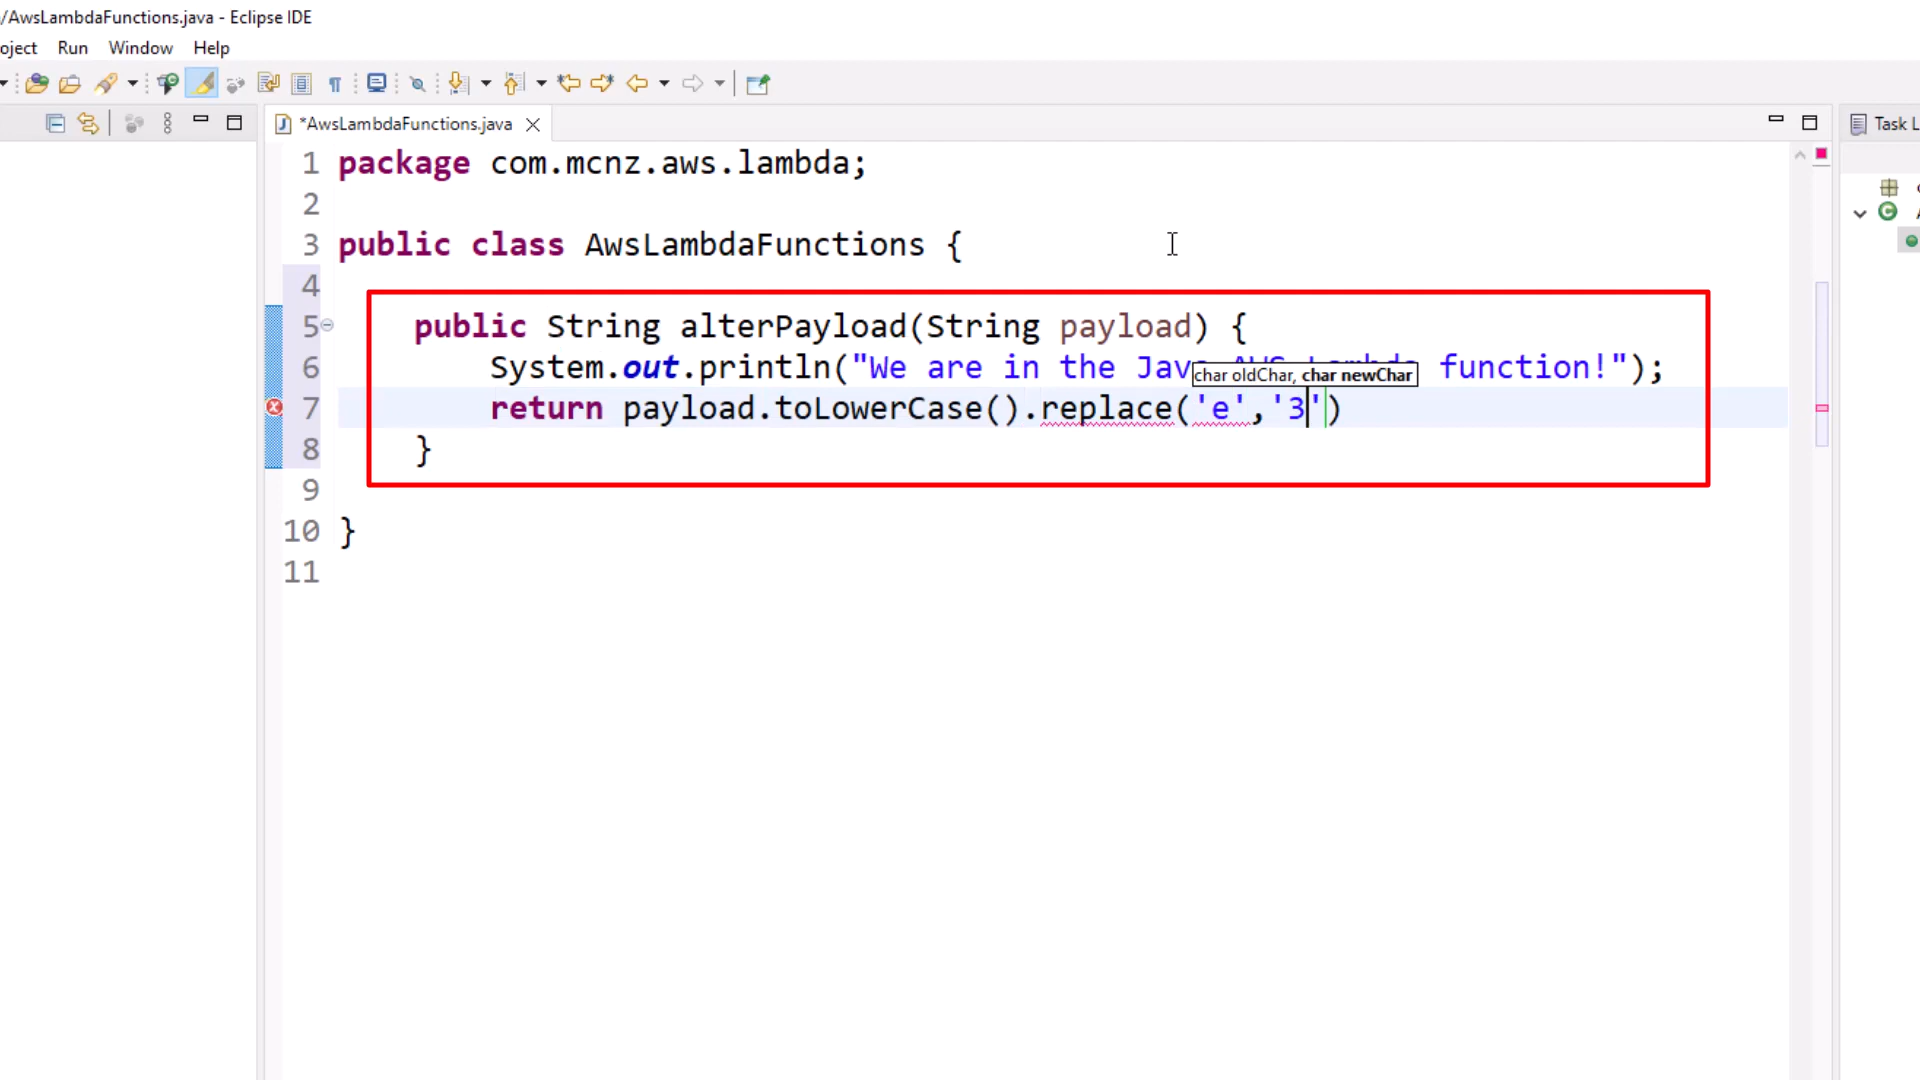 /AwsLambdaFunctions.java - Eclipse IDE
oject Run Window Help
*AwsLambdaFunctions.java
Task L
1 package com.mcnz.aws.lambda;
2
3 public class AwsLambdaFunctions {
4
5 public String alterPayload(String payload) {
6 System.out.println("We are in the Jav function!");
char oldChar, char newChar
7 return payload.toLowerCase().replace('e','3')
8 }
9
10 }
11